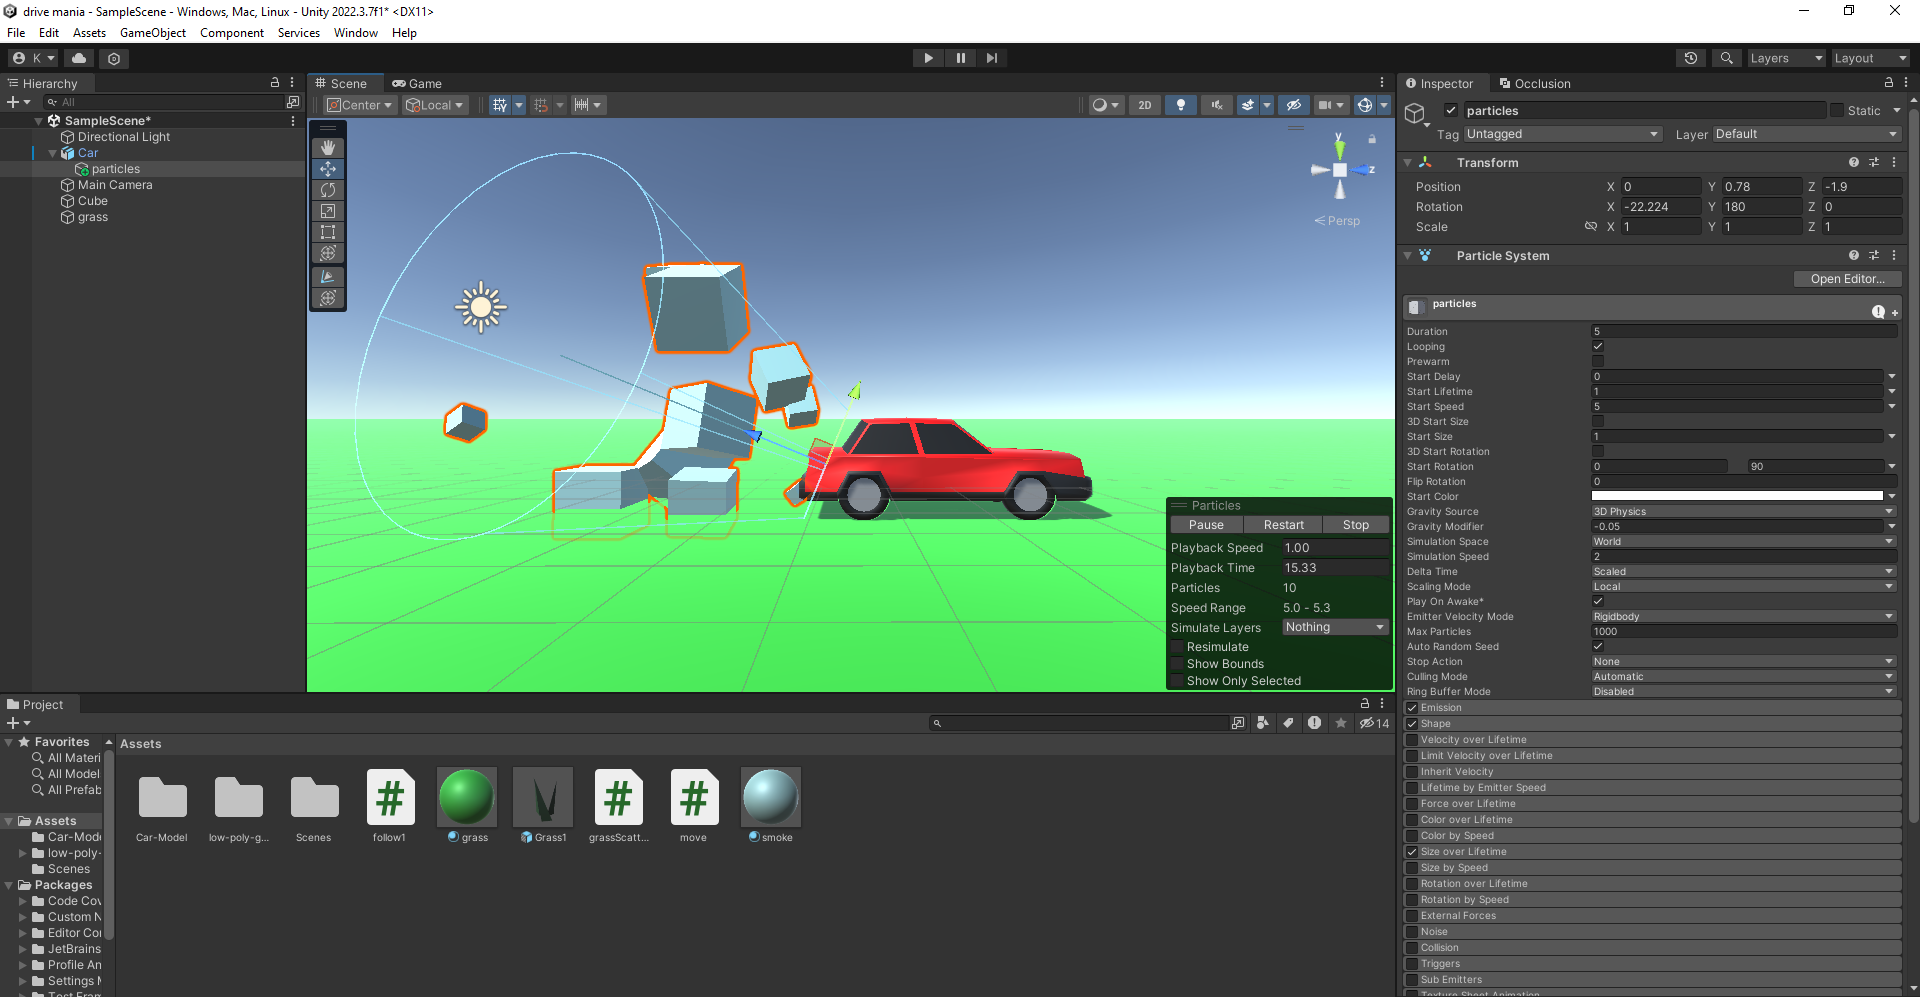 drive mania - SampleScene - Windows, Mac, Linux - Unity 2022.3.7f1* <DX11>
File Edit Assets GameObject Component Services Window Help
K Layers Layout
Hierarchy
All
SampleScene*
Directional Light
Car
particles
Main Camera
Cube
grass
Scene Game
Center Local 2D
y
z
Persp
Particles
Pause Restart Stop
Playback Speed 1.00
Playback Time 15.33
Particles 10
Speed Range 5.0 - 5.3
Simulate Layers Nothing
Resimulate
Show Bounds
Show Only Selected
Project
14
Favorites
All Materi
All Model
All Prefab
Assets
Car-Mode
low-poly-
Scenes
Packages
Code Cov
Custom N
Editor Cor
JetBrains
Profile An
Settings M
Test Fram
Assets
Car-Model low-poly-g... Scenes follow1 grass Grass1 grassScatt... move smoke
Inspector Occlusion
particles Static
Tag Untagged Layer Default
Transform
Position X 0 Y 0.78 Z -1.9
Rotation X -22.224 Y 180 Z 0
Scale X 1 Y 1 Z 1
Particle System
Open Editor...
particles
Duration 5
Looping
Prewarm
Start Delay 0
Start Lifetime 1
Start Speed 5
3D Start Size
Start Size 1
3D Start Rotation
Start Rotation 0 90
Flip Rotation 0
Start Color
Gravity Source 3D Physics
Gravity Modifier -0.05
Simulation Space World
Simulation Speed 2
Delta Time Scaled
Scaling Mode Local
Play On Awake*
Emitter Velocity Mode Rigidbody
Max Particles 1000
Auto Random Seed
Stop Action None
Culling Mode Automatic
Ring Buffer Mode Disabled
Emission
Shape
Velocity over Lifetime
Limit Velocity over Lifetime
Inherit Velocity
Lifetime by Emitter Speed
Force over Lifetime
Color over Lifetime
Color by Speed
Size over Lifetime
Size by Speed
Rotation over Lifetime
Rotation by Speed
External Forces
Noise
Collision
Triggers
Sub Emitters
Texture Sheet Animation